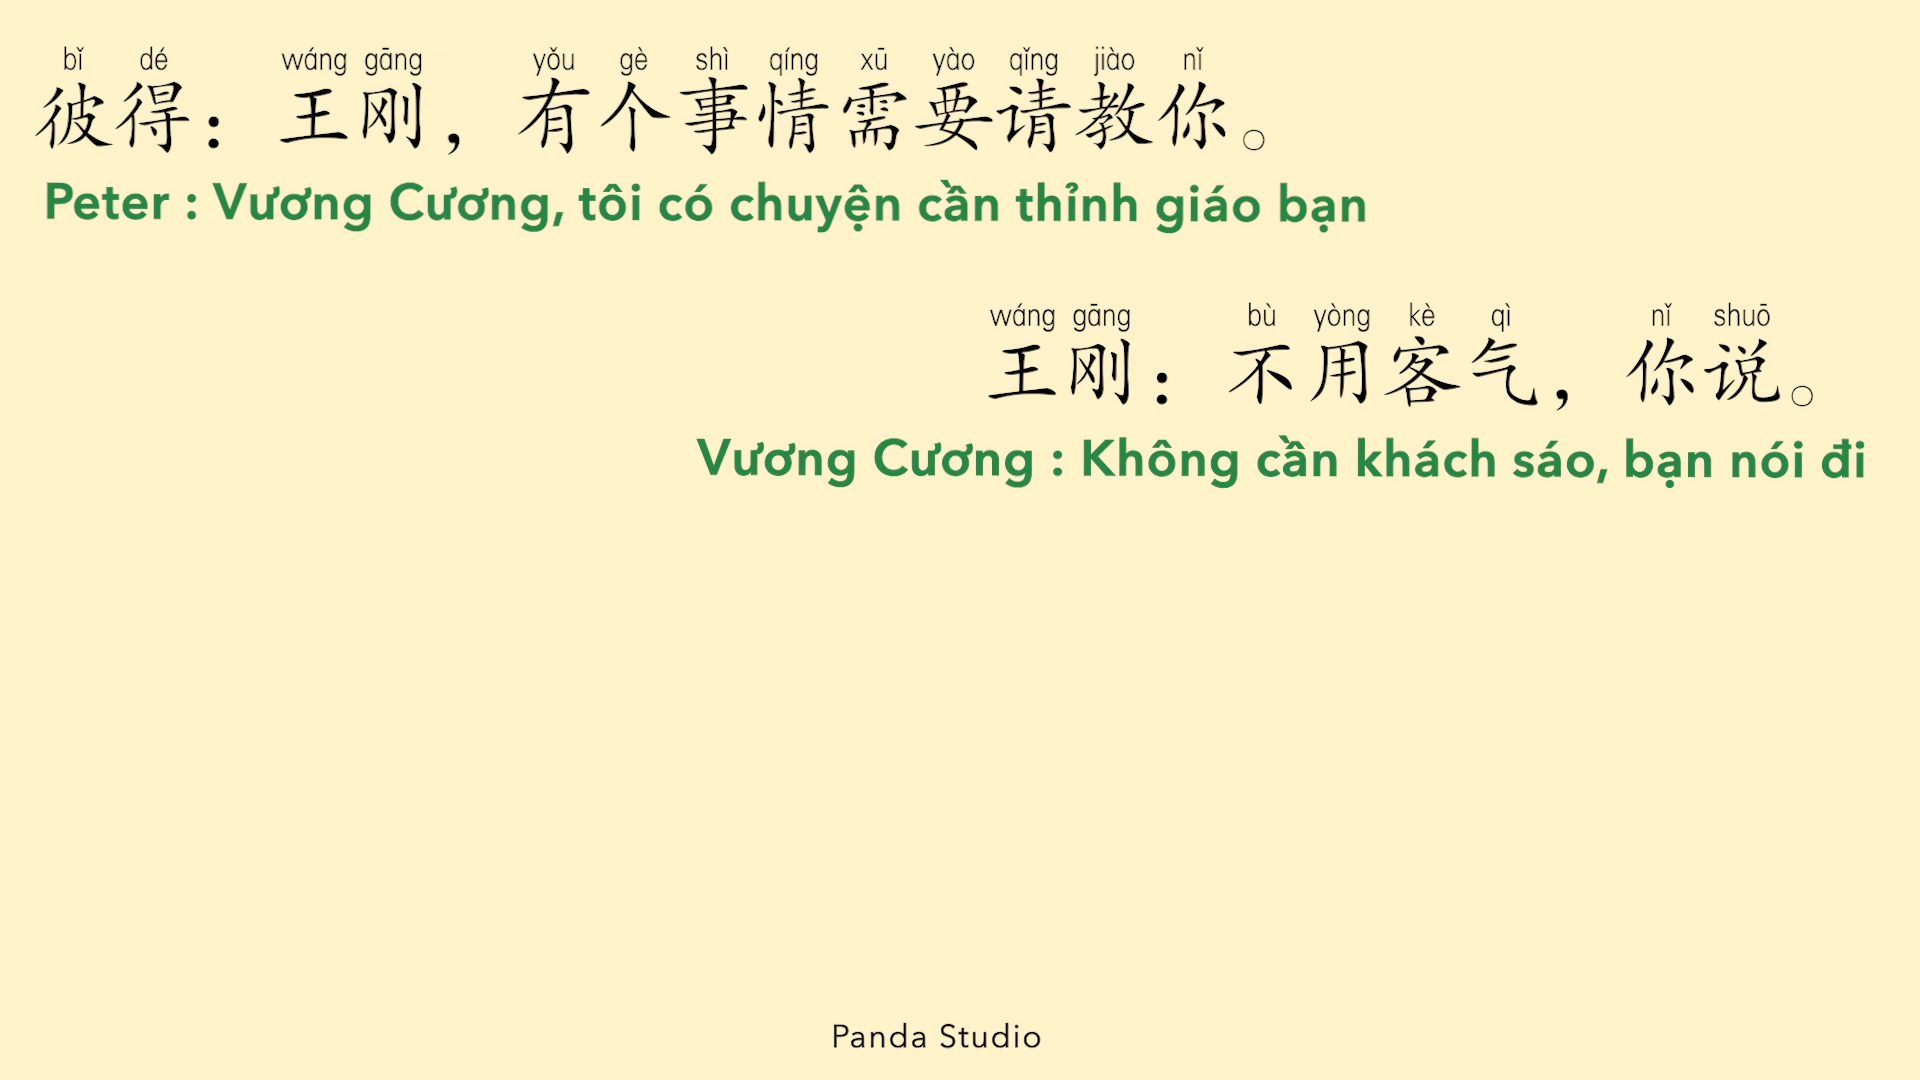 bǐ dé wáng gāng yǒu gè shì qíng xū yào qǐng jiào nǐ
彼得：王刚，有个事情需要请教你。
Peter : Vương Cương, tôi có chuyện cần thỉnh giáo bạn
wáng gāng bù yòng kè qì nǐ shuō
王刚：不用客气，你说。
Vương Cương : Không cần khách sáo, bạn nói đi
Panda Studio